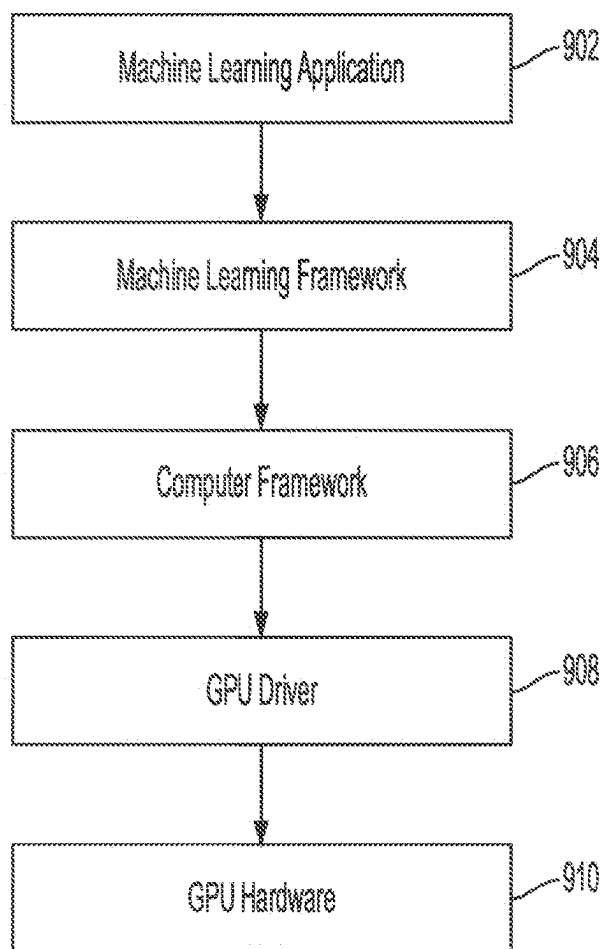 Machine Learning Application
902
Machine Learning Framework
904
Computer Framework
906
GPU Driver
908
GPU Hardware
910